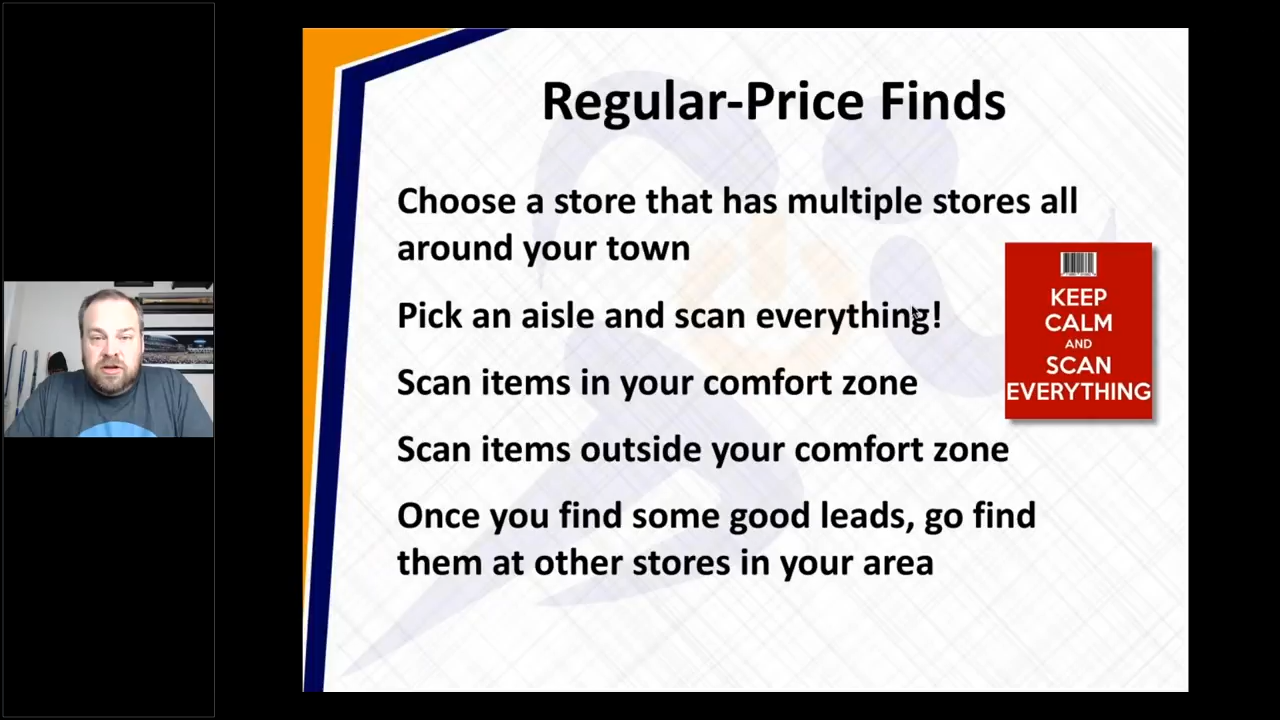 Regular-Price Finds
Choose a store that has multiple stores all
around your town
Pick an aisle and scan everything!
Scan items in your comfort zone
Scan items outside your comfort zone
Once you find some good leads, go find
them at other stores in your area
KEEP
CALM
AND
SCAN
EVERYTHING